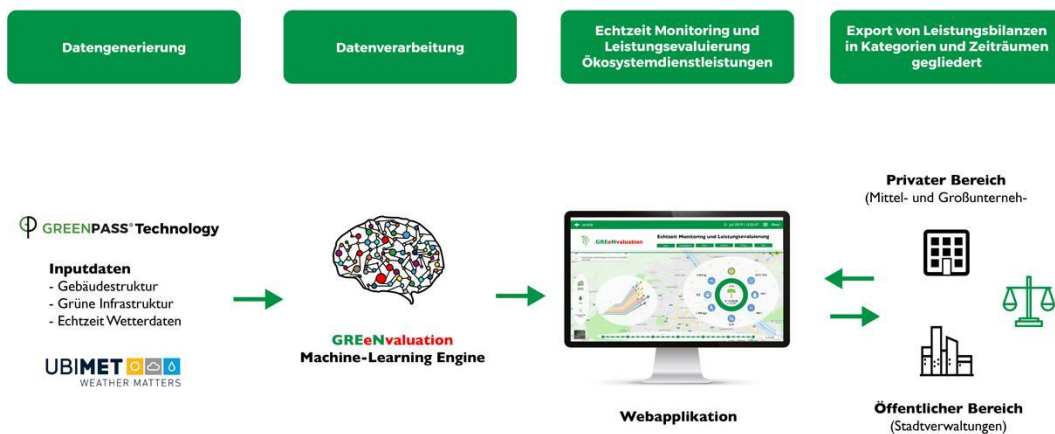 Datengenerierung
Datenverarbeitung
Echtzeit Monitoring und
Leistungsevaluierung
Ökosystemdienstleistungen
Export von Leistungsbilanzen
in Kategorien und Zeiträumen
gegliedert
GREENPASS® Technology
Inputdaten
- Gebäudestruktur
- Grüne Infrastruktur
- Echtzeit Wetterdaten
UBIMET
WEATHER MATTERS
GREeNvaluation
Machine-Learning Engine
GREeNvaluation
Echtzeit Monitoring und Leistungsevaluierung
Webapplikation
Privater Bereich
(Mittel- und Großunterneh-
Öffentlicher Bereich
(Stadtverwaltungen)